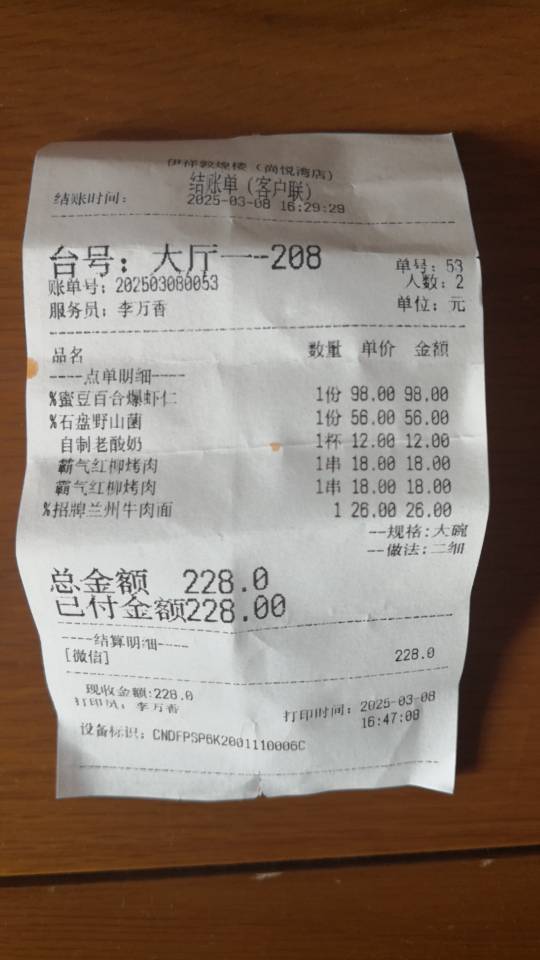 伊祥敦煌楼（尚悦湾店）
结账单（客户联）
结账时间： 2025-03-08 16:29:29
台号：大厅一--208 单号：53
账单号：202503080053 人数：2
服务员：李万香 单位：元
品名 数量 单价 金额
----点单明细----
%蜜豆百合爆虾仁 1份 98.00 98.00
%石盘野山菌 1份 56.00 56.00
自制老酸奶 1杯 12.00 12.00
霸气红柳烤肉 1串 18.00 18.00
霸气红柳烤肉 1串 18.00 18.00
%招牌兰州牛肉面 1 26.00 26.00
--规格:大碗
--做法:二细
总金额 228.0
已付金额228.00
----结算明细----
[微信] 228.0
现收金额:228.0
打印员：李万香 打印时间：2025-03-08
16:47:08
设备标识：CNDFPSP6K2001110006C